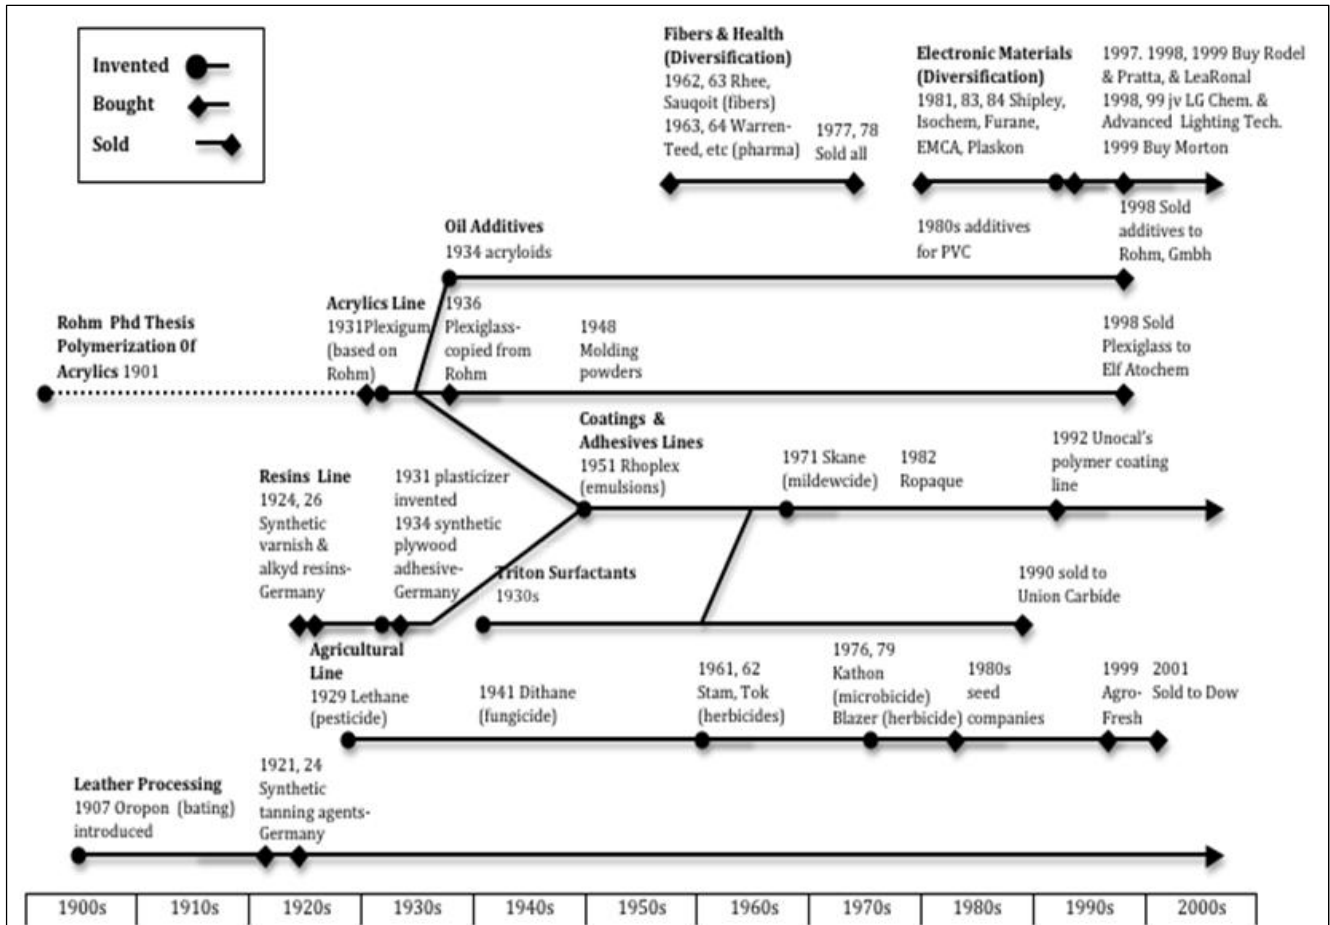 Invented
Bought
Sold
Fibers & Health
(Diversification)
1962, 63 Rhee,
Sauqoit (fibers)
1963, 64 Warren-
Teed, etc (pharma)
1977, 78
Sold all
Electronic Materials
(Diversification)
1981, 83, 84 Shipley,
Isochem, Furane,
EMCA, Plaskon
1997. 1998, 1999 Buy Rodel
& Pratta, & LeaRonal
1998, 99 jv LG Chem. &
Advanced Lighting Tech.
1999 Buy Morton
Oil Additives
1934 acryloids
1980s additives
for PVC
1998 Sold
additives to
Rohm, Gmbh
Rohm Phd Thesis
Polymerization 0f
Acrylics 1901
Acrylics Line
1931Plexigum
(based on
Rohm)
1936
Plexiglass-
copied from
Rohm
1948
Molding
powders
1998 Sold
Plexiglass to
Elf Atochem
Coatings &
Adhesives Lines
1951 Rhoplex
(emulsions)
1971 Skane
(mildewcide)
1982
Ropaque
1992 Unocal's
polymer coating
line
Resins Line
1924, 26
Synthetic
varnish &
alkyd resins-
Germany
1931 plasticizer
invented
1934 synthetic
plywood
adhesive-
Germany
Triton Surfactants
1930s
1990 sold to
Union Carbide
Agricultural
Line
1929 Lethane
(pesticide)
1941 Dithane
(fungicide)
1961, 62
Stam, Tok
(herbicides)
1976, 79
Kathon
(microbicide)
Blazer (herbicide)
1980s
seed
companies
1999
Agro-
Fresh
2001
Sold to Dow
Leather Processing
1907 Oropon (bating)
introduced
1921, 24
Synthetic
tanning agents-
Germany
1900s 1910s 1920s 1930s 1940s 1950s 1960s 1970s 1980s 1990s 2000s